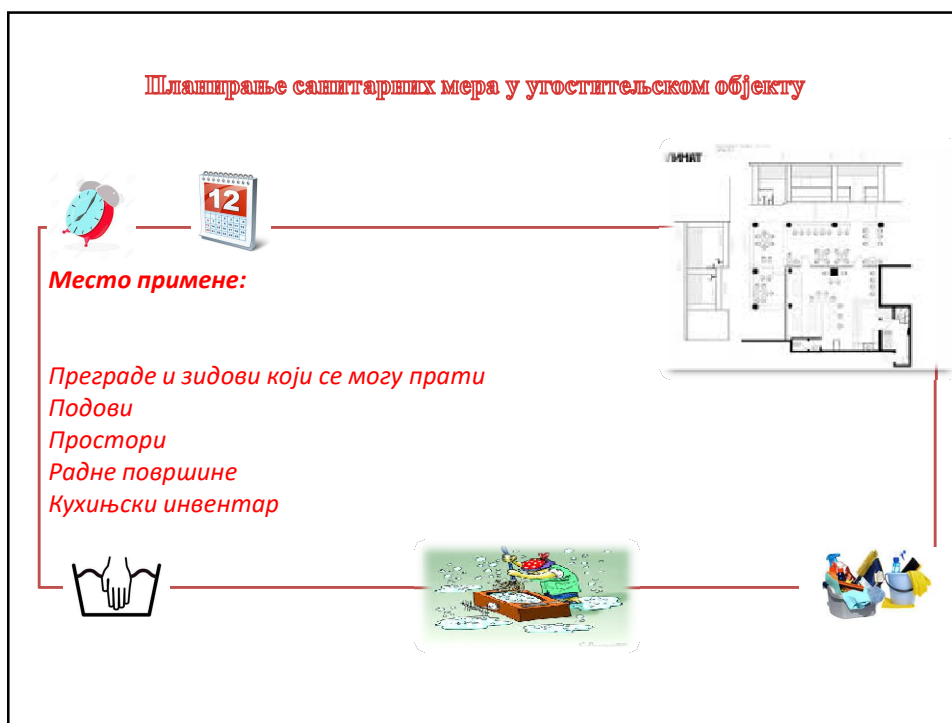 Планирање санитарних мера у угоститељском објекту
12
Место примене:
Преграде и зидови који се могу прати
Подови
Простори
Радне површине
Кухињски инвентар